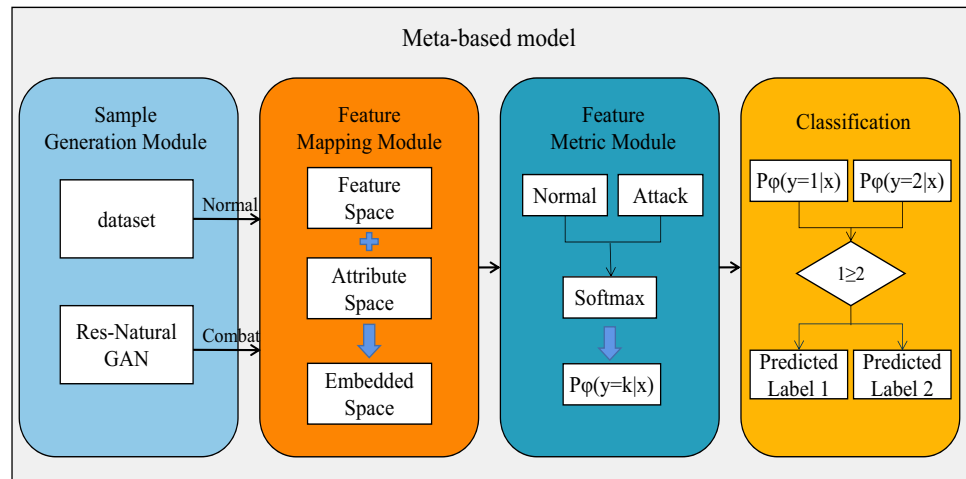 Meta-based model
Sample
Generation Module
dataset
Res-Natural
GAN
Normal
Combat
Feature
Mapping Module
Feature
Space
Attribute
Space
Embedded
Space
Feature
Metric Module
Normal
Attack
Softmax
Pφ(y=k|x)
Classification
Pφ(y=1|x)
Pφ(y=2|x)
1≥2
Predicted
Label 1
Predicted
Label 2